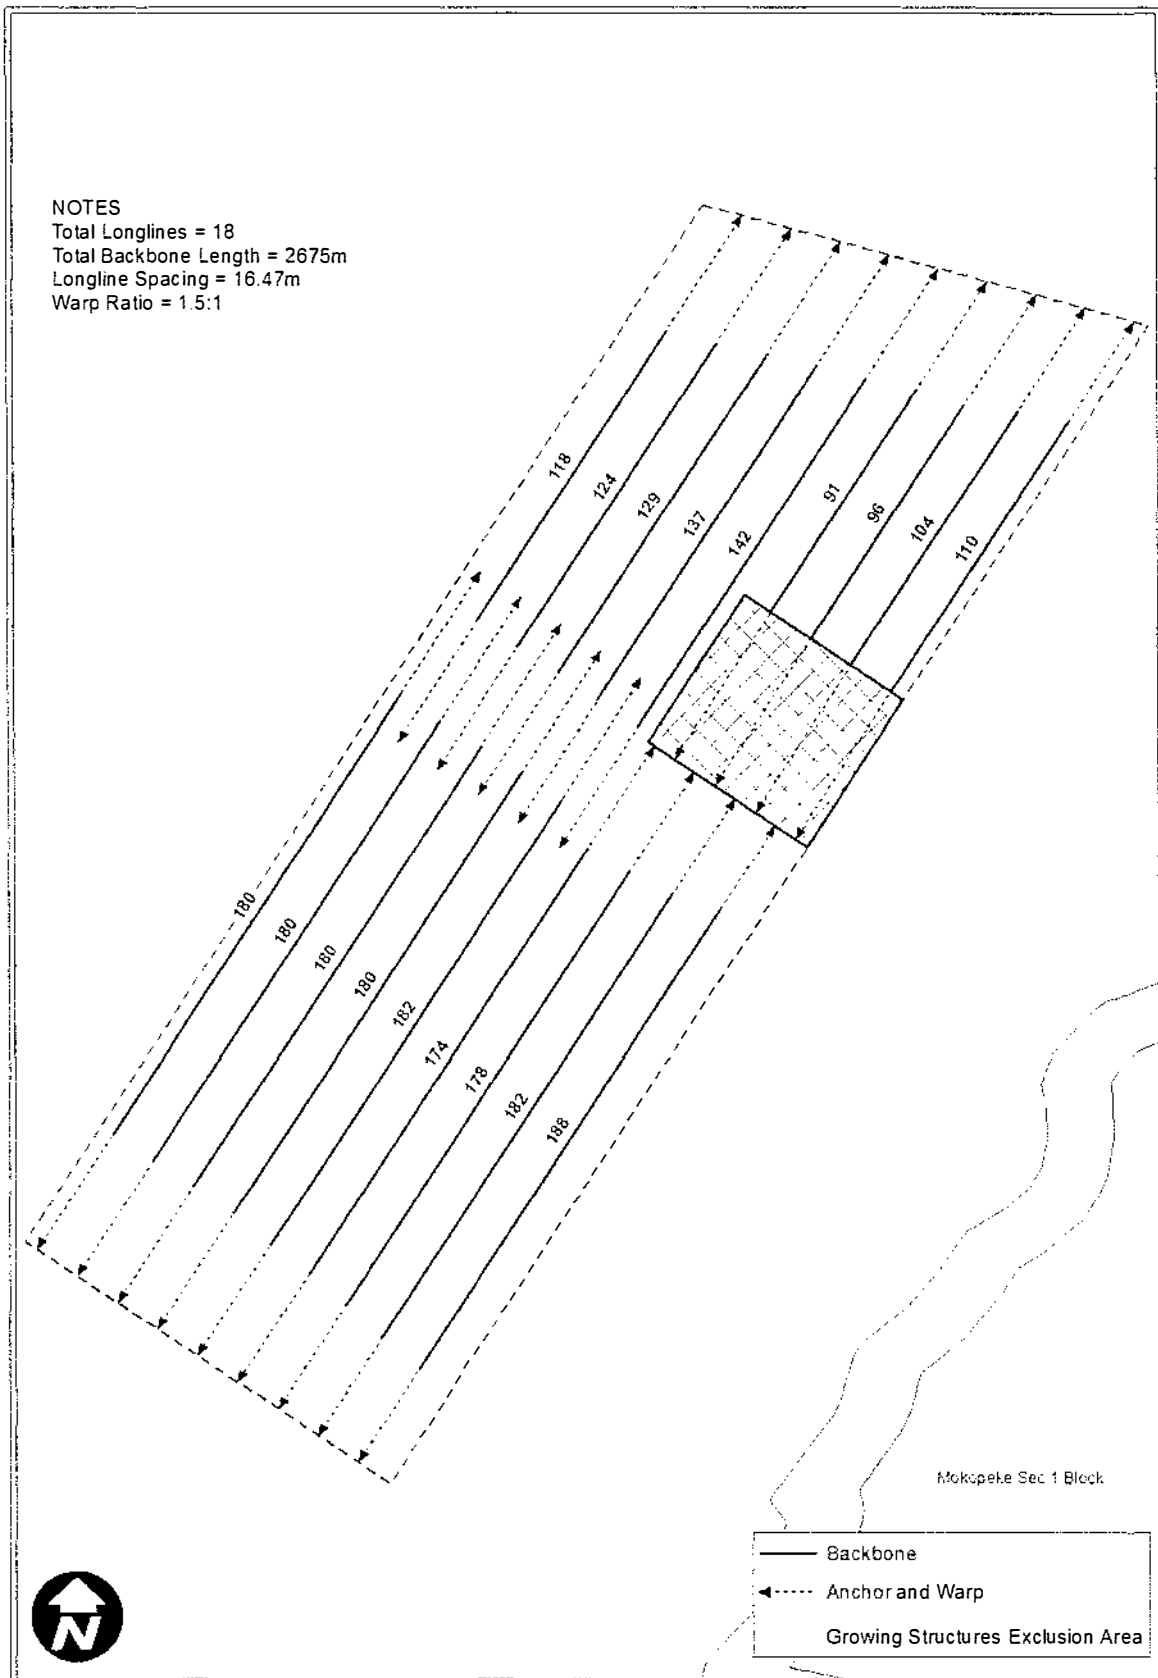 NOTES
Total Longlines = 18
Total Backbone Length = 2675m
Longline Spacing = 16.47m
Warp Ratio = 1.5:1
118
124
129
137
142
91
96
104
110
180
180
180
180
182
174
178
182
188
Mokopeke Sec 1 Block
Backbone
Anchor and Warp
Growing Structures Exclusion Area
N